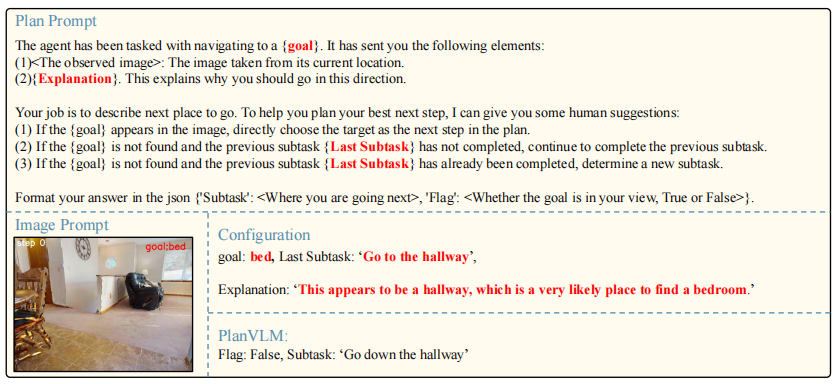 Plan Prompt
The agent has been tasked with navigating to a {goal}. It has sent you the following elements:
(1)<The observed image>: The image taken from its current location.
(2){Explanation}. This explains why you should go in this direction.
Your job is to describe next place to go. To help you plan your best next step, I can give you some human suggestions:
(1) If the {goal} appears in the image, directly choose the target as the next step in the plan.
(2) If the {goal} is not found and the previous subtask {Last Subtask} has not completed, continue to complete the previous subtask.
(3) If the {goal} is not found and the previous subtask {Last Subtask} has already been completed, determine a new subtask.
Format your answer in the json {'Subtask': <Where you are going next>, 'Flag': <Whether the goal is in your view, True or False>}.
Image Prompt
step 0
goal:bed
Configuration
goal: bed, Last Subtask: ‘Go to the hallway’,
Explanation: ‘This appears to be a hallway, which is a very likely place to find a bedroom.’
PlanVLM:
Flag: False, Subtask: ‘Go down the hallway’